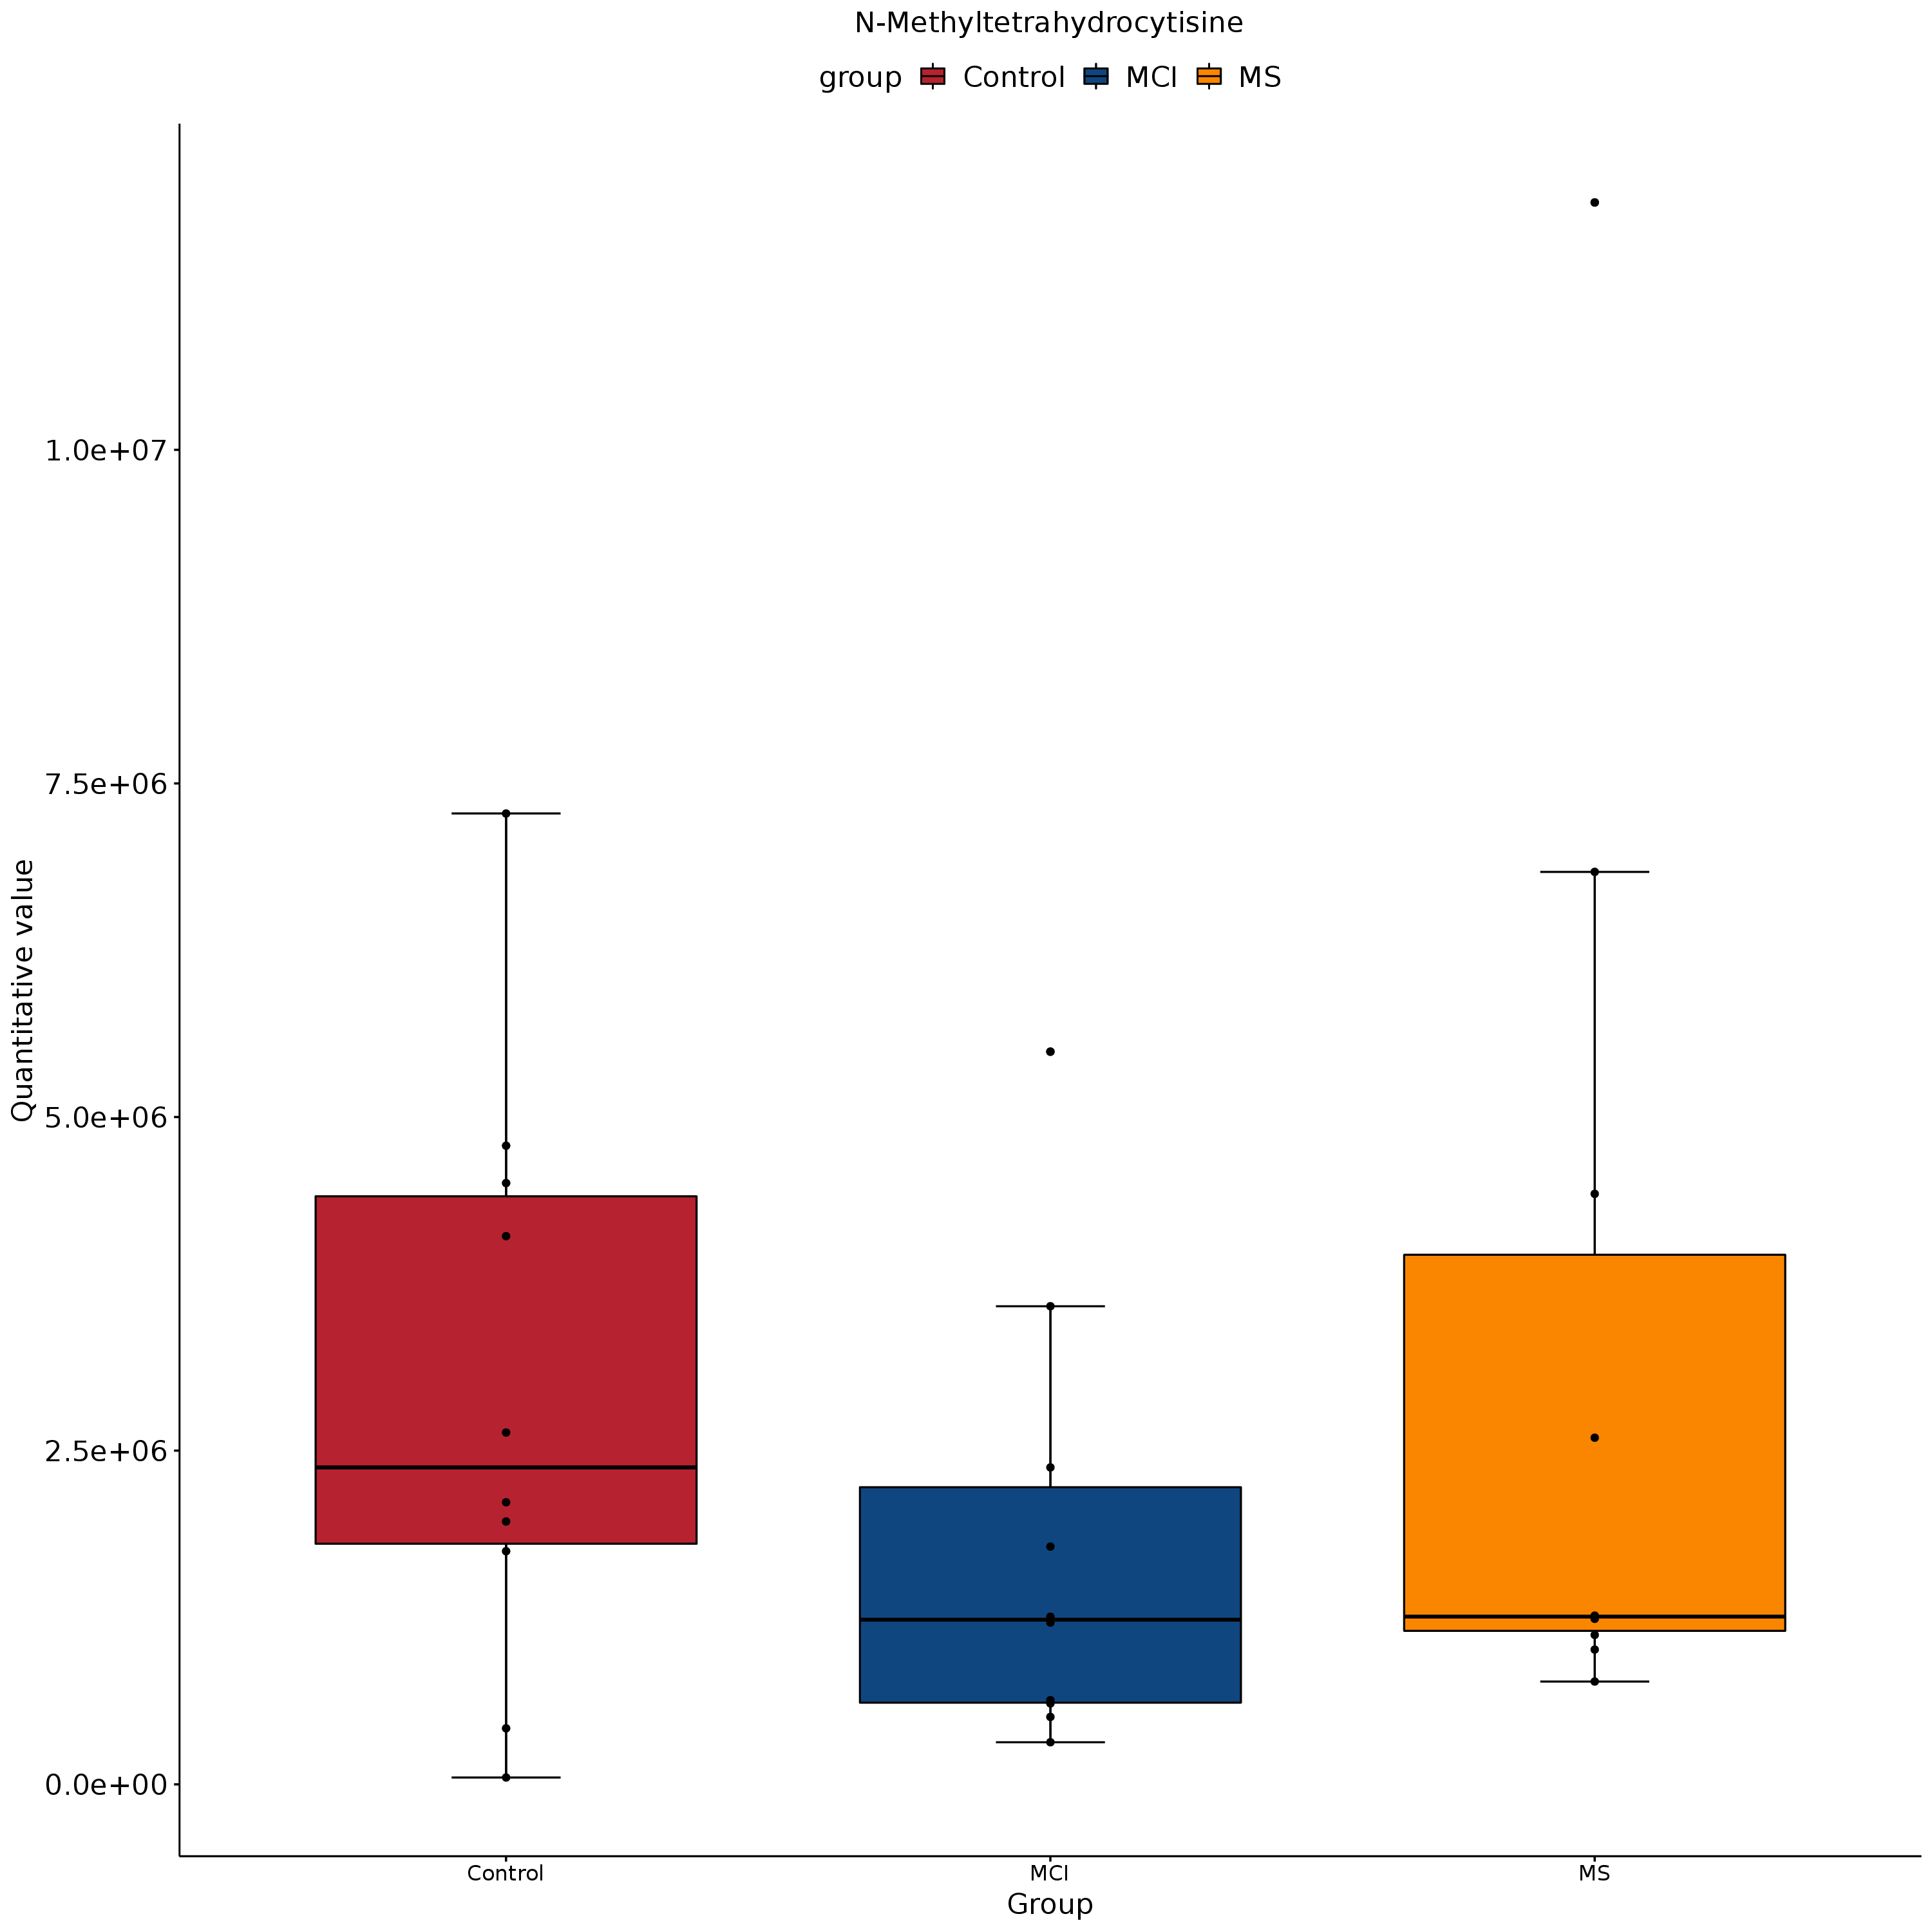 N-Methyltetrahydrocytisine
group Control MCI MS
1.0e+07
7.5e+06
5.0e+06
2.5e+06
0.0e+00
Quantitative value
Control MCI MS
Group